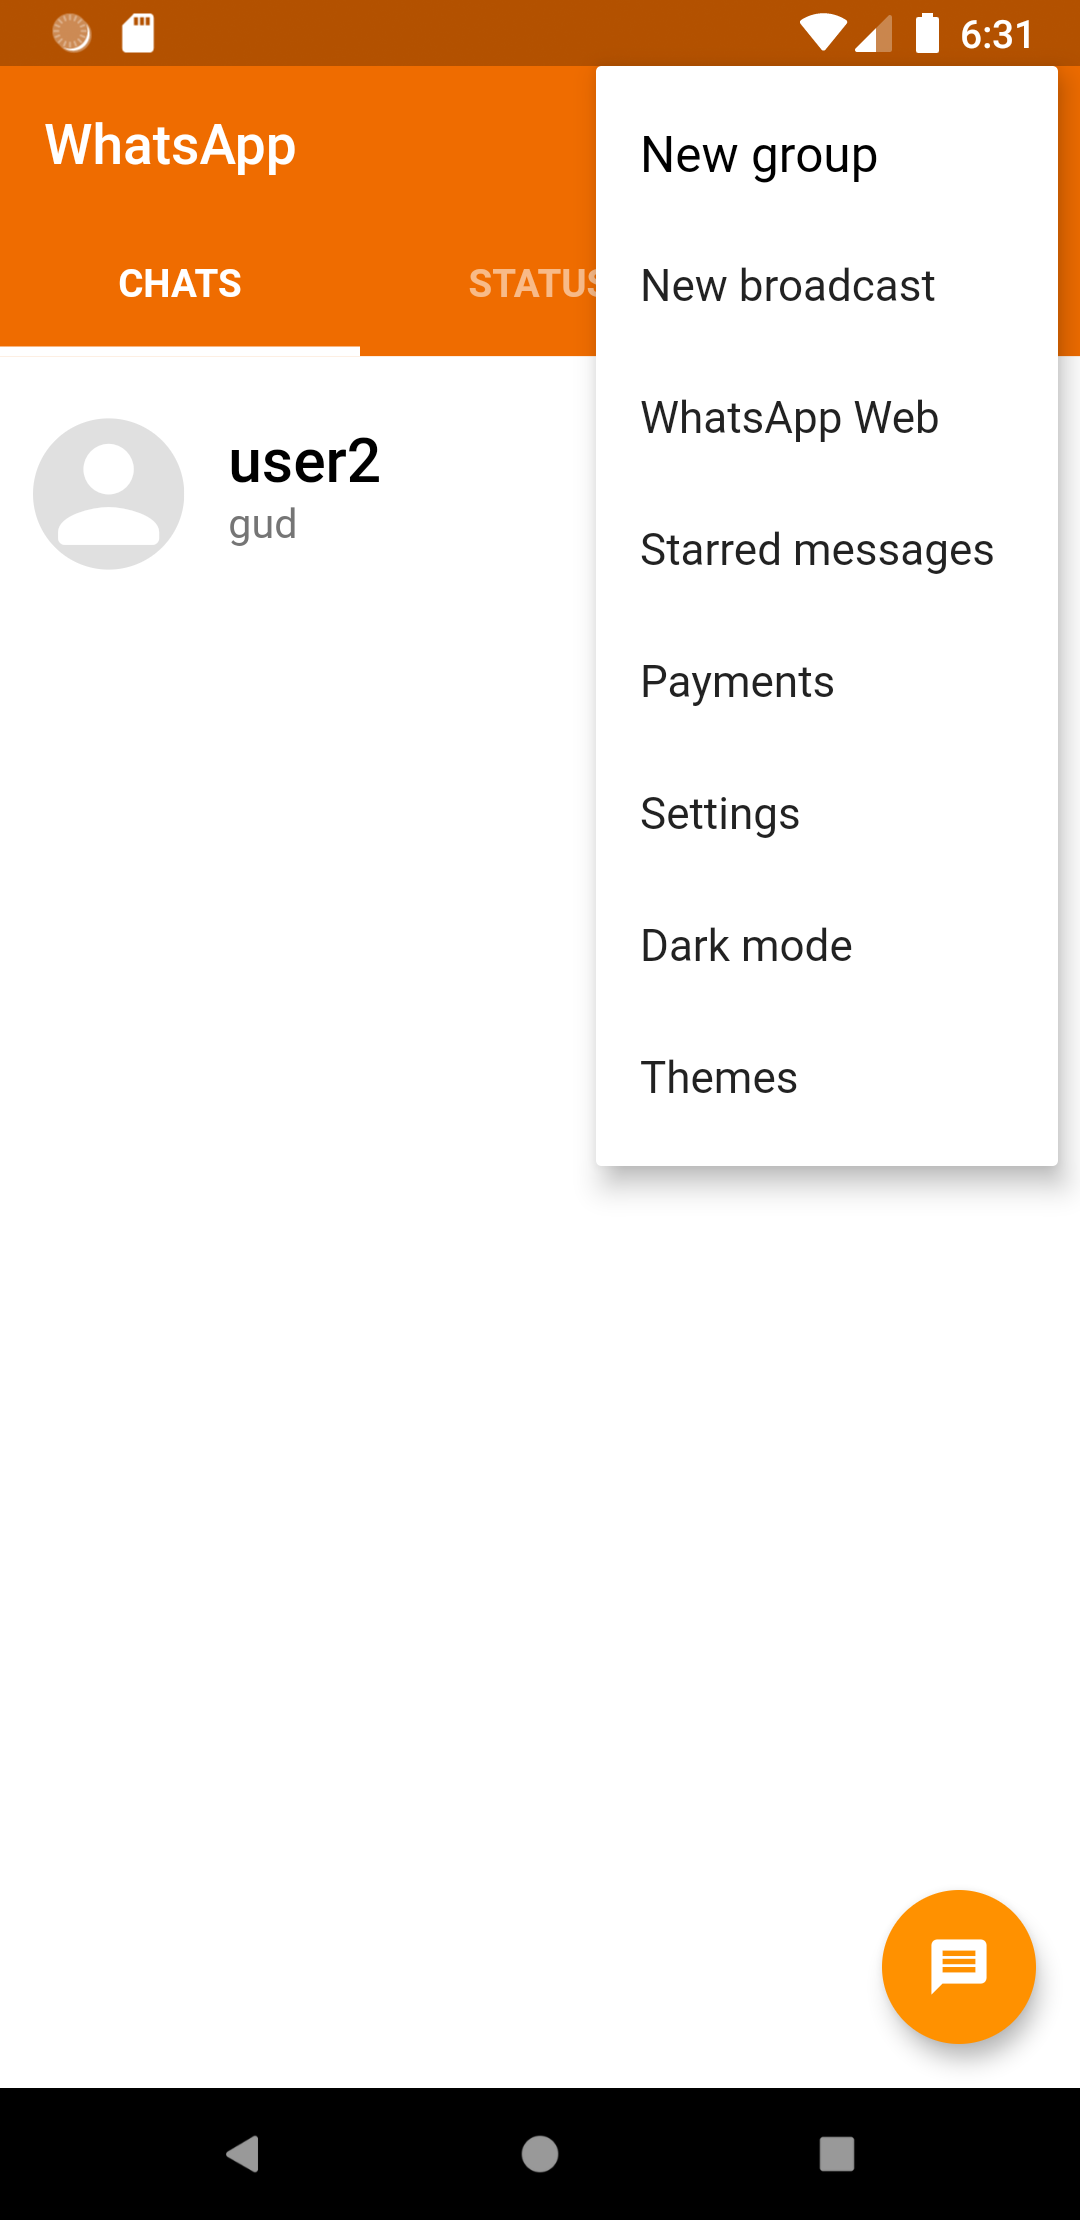 6:31
WhatsApp
CHATS
STATUS
New group
New broadcast
WhatsApp Web
Starred messages
Payments
Settings
Dark mode
Themes
user2
gud